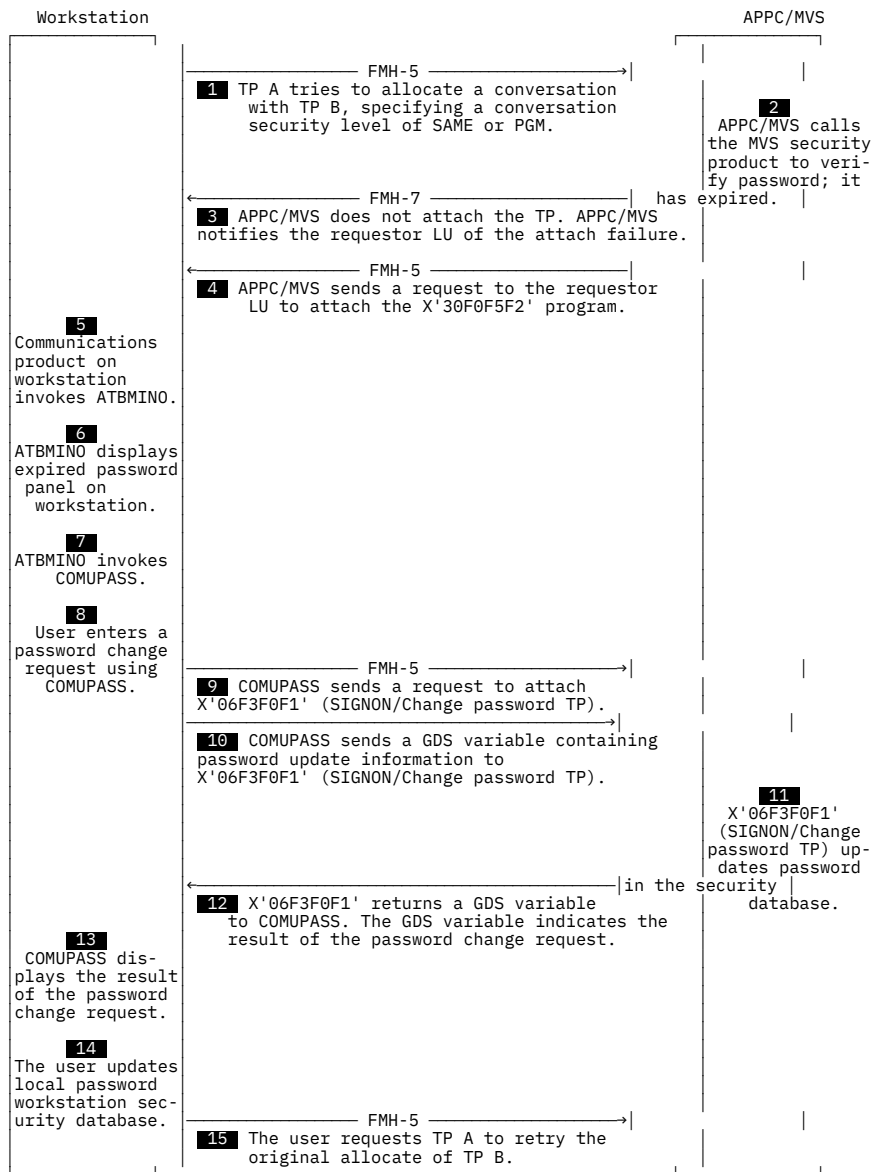 Workstation
APPC/MVS
FMH-5
1 TP A tries to allocate a conversation
with TP B, specifying a conversation
security level of SAME or PGM.
2
APPC/MVS calls
the MVS security
product to veri-
fy password; it
has expired.
FMH-7
3 APPC/MVS does not attach the TP. APPC/MVS
notifies the requestor LU of the attach failure.
FMH-5
4 APPC/MVS sends a request to the requestor
LU to attach the X'30F0F5F2' program.
5
Communications
product on
workstation
invokes ATBMINO.
6
ATBMINO displays
expired password
panel on
workstation.
7
ATBMINO invokes
COMUPASS.
8
User enters a
password change
request using
COMUPASS.
FMH-5
9 COMUPASS sends a request to attach
X'06F3F0F1' (SIGNON/Change password TP).
10 COMUPASS sends a GDS variable containing
password update information to
X'06F3F0F1' (SIGNON/Change password TP).
11
X'06F3F0F1'
(SIGNON/Change
password TP) up-
dates password
in the security
database.
12 X'06F3F0F1' returns a GDS variable
to COMUPASS. The GDS variable indicates the
result of the password change request.
13
COMUPASS dis-
plays the result
of the password
change request.
14
The user updates
local password
workstation sec-
urity database.
FMH-5
15 The user requests TP A to retry the
original allocate of TP B.